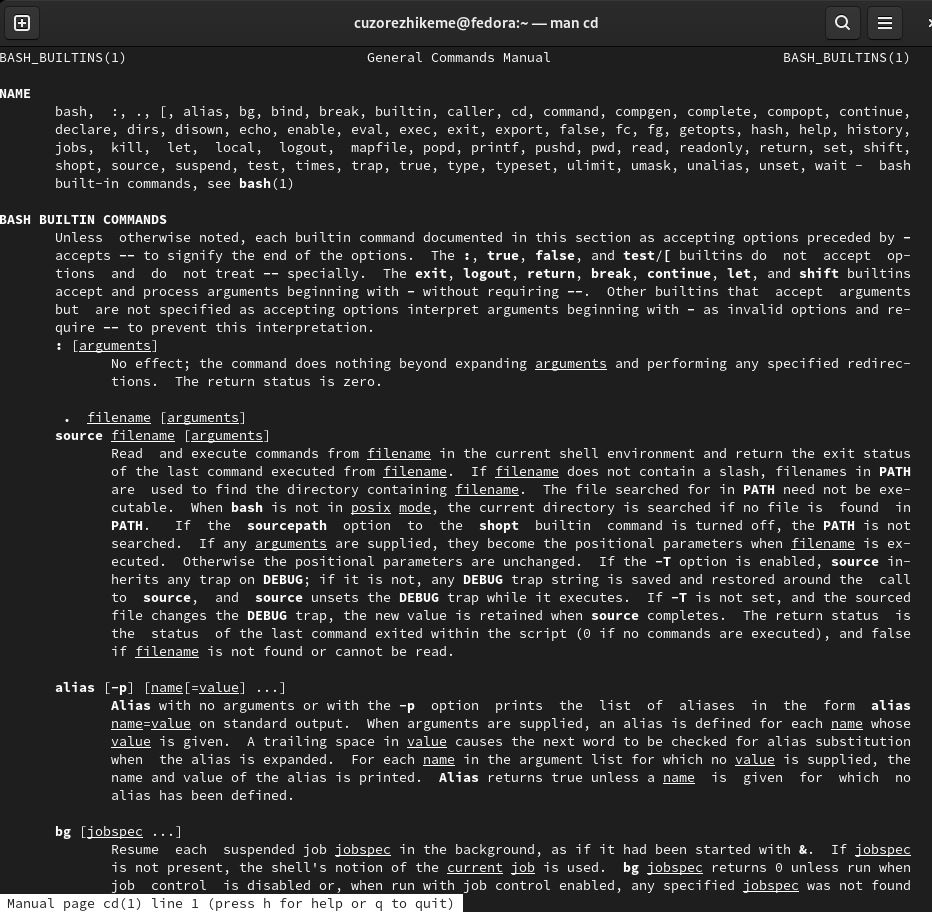 cuzorezhikeme@fedora:~ — man cd
BASH_BUILTINS(1) General Commands Manual BASH_BUILTINS(1)
NAME
bash, :, ., [, alias, bg, bind, break, builtin, caller, cd, command, compgen, complete, compopt, continue,
declare, dirs, disown, echo, enable, eval, exec, exit, export, false, fc, fg, getopts, hash, help, history,
jobs, kill, let, local, logout, mapfile, popd, printf, pushd, pwd, read, readonly, return, set, shift,
shopt, source, suspend, test, times, trap, true, type, typeset, ulimit, umask, unalias, unset, wait - bash
built-in commands, see bash(1)
BASH BUILTIN COMMANDS
Unless otherwise noted, each builtin command documented in this section as accepting options preceded by -
accepts -- to signify the end of the options. The :, true, false, and test/[ builtins do not accept op-
tions and do not treat -- specially. The exit, logout, return, break, continue, let, and shift builtins
accept and process arguments beginning with - without requiring --. Other builtins that accept arguments
but are not specified as accepting options interpret arguments beginning with - as invalid options and re-
quire -- to prevent this interpretation.
: [arguments]
No effect; the command does nothing beyond expanding arguments and performing any specified redirec-
tions. The return status is zero.
. filename [arguments]
source filename [arguments]
Read and execute commands from filename in the current shell environment and return the exit status
of the last command executed from filename. If filename does not contain a slash, filenames in PATH
are used to find the directory containing filename. The file searched for in PATH need not be exe-
cutable. When bash is not in posix mode, the current directory is searched if no file is found in
PATH. If the sourcepath option to the shopt builtin command is turned off, the PATH is not
searched. If any arguments are supplied, they become the positional parameters when filename is ex-
ecuted. Otherwise the positional parameters are unchanged. If the -T option is enabled, source in-
herits any trap on DEBUG; if it is not, any DEBUG trap string is saved and restored around the call
to source, and source unsets the DEBUG trap while it executes. If -T is not set, and the sourced
file changes the DEBUG trap, the new value is retained when source completes. The return status is
the status of the last command exited within the script (0 if no commands are executed), and false
if filename is not found or cannot be read.
alias [-p] [name[=value] ...]
Alias with no arguments or with the -p option prints the list of aliases in the form alias
name=value on standard output. When arguments are supplied, an alias is defined for each name whose
value is given. A trailing space in value causes the next word to be checked for alias substitution
when the alias is expanded. For each name in the argument list for which no value is supplied, the
name and value of the alias is printed. Alias returns true unless a name is given for which no
alias has been defined.
bg [jobspec ...]
Resume each suspended job jobspec in the background, as if it had been started with &. If jobspec
is not present, the shell's notion of the current job is used. bg jobspec returns 0 unless run when
job control is disabled or, when run with job control enabled, any specified jobspec was not found
Manual page cd(1) line 1 (press h for help or q to quit)